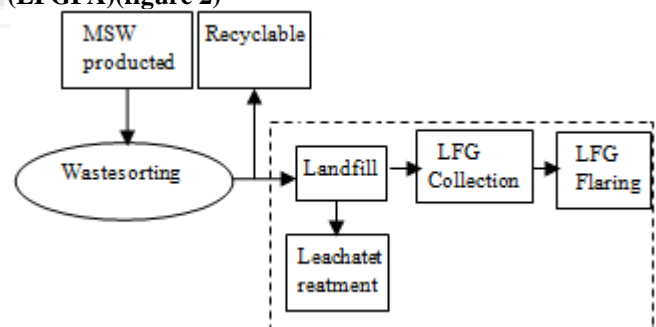 (LFGFA)(figure 2)
MSW
producted
Recyclable
Wastesorting
Landfill
LFG
Collection
LFG
Flaring
Leachatet
reatment